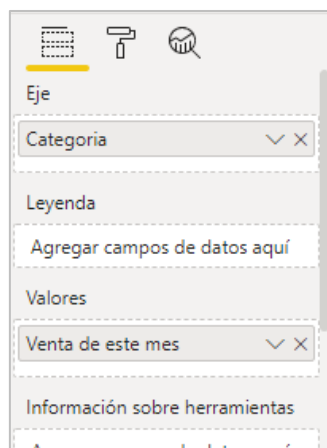 Eje
Categoria
Leyenda
Agregar campos de datos aquí
Valores
Venta de este mes
Información sobre herramientas